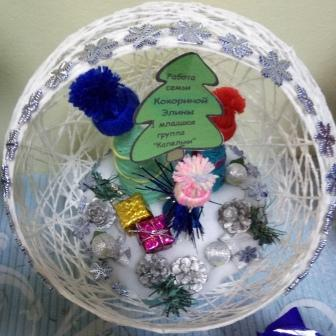 Работа
семьи
Кокориной
Элины
I младшая
группа
"Капельки"